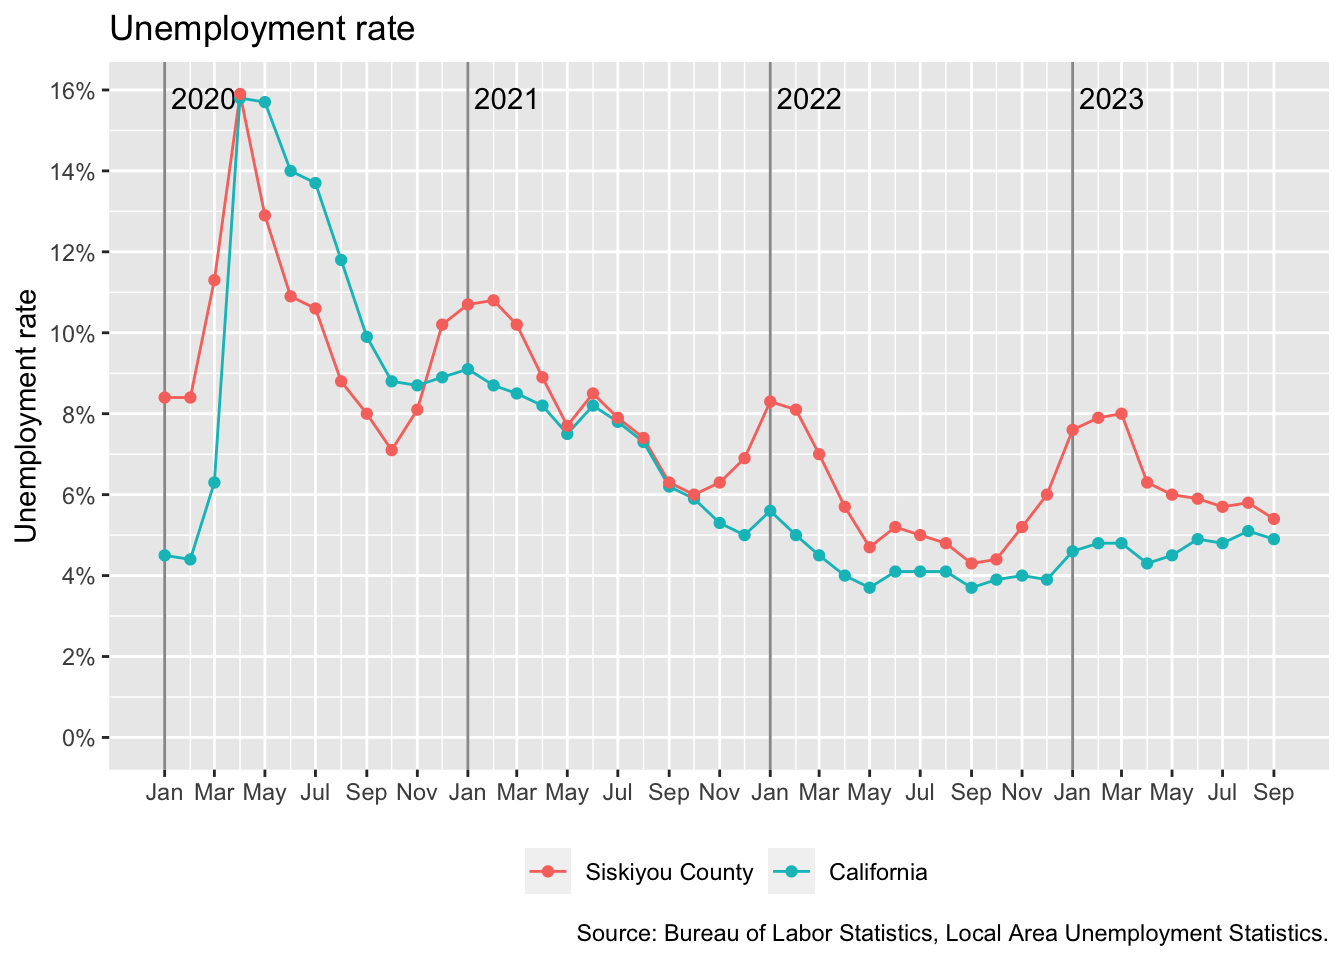 Unemployment rate
2020 2021 2022 2023
16%
14%
12%
10%
8%
6%
4%
2%
0%
Unemployment rate
Jan Mar May Jul Sep Nov Jan Mar May Jul Sep Nov Jan Mar May Jul Sep Nov Jan Mar May Jul Sep
Siskiyou County California
Source: Bureau of Labor Statistics, Local Area Unemployment Statistics.